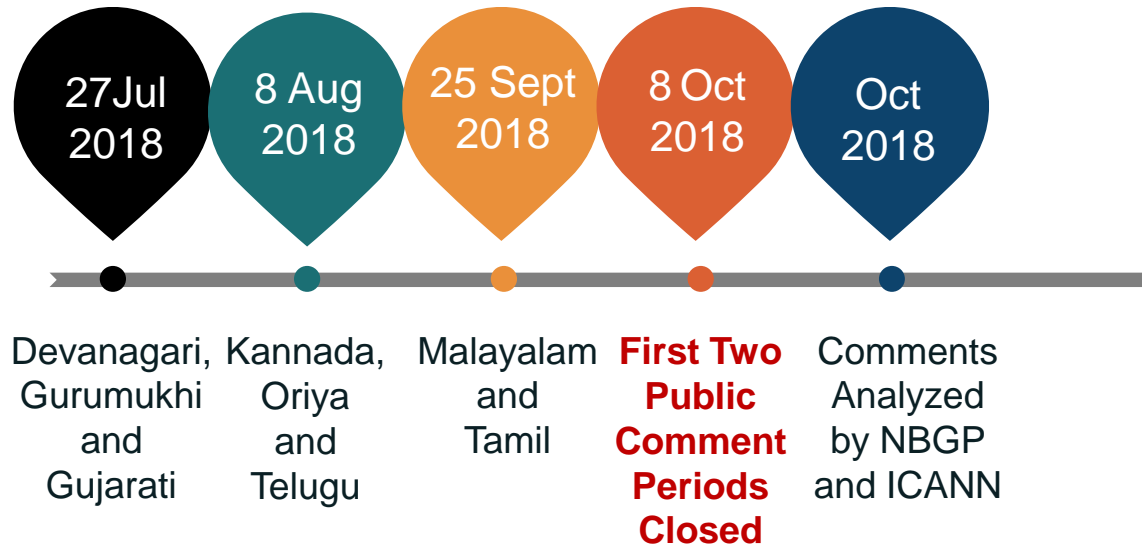 27Jul
2018
8 Aug
2018
25 Sept
2018
8 Oct
2018
Oct
2018
Devanagari,
Gurumukhi
and
Gujarati
Kannada,
Oriya
and
Telugu
Malayalam
and
Tamil
First Two
Public
Comment
Periods
Closed
Comments
Analyzed
by NBGP
and ICANN